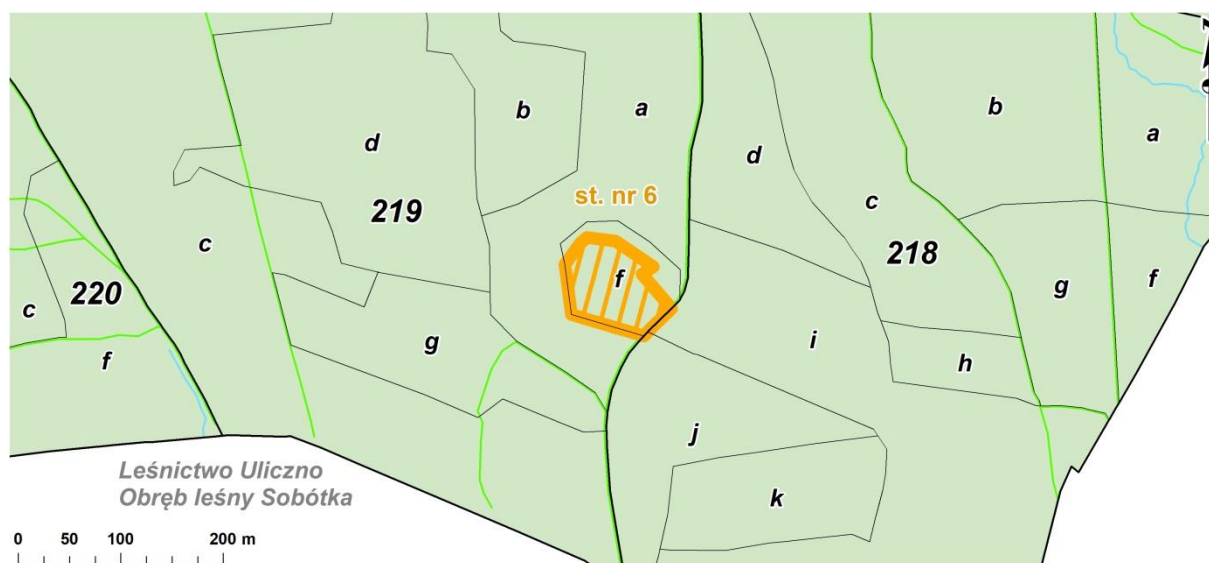 b
a
b
a
d
d
st. nr 6
c
219
c
218
f
220
g
f
c
g
i
h
f
j
k
Leśnictwo Uliczno
Obręb leśny Sobótka
0 50 100 200 m